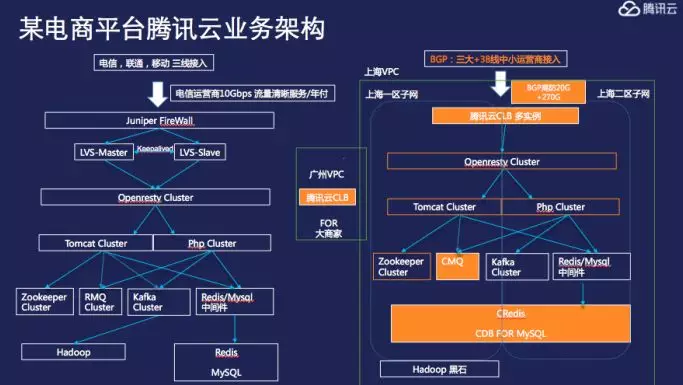 腾讯云
某电商平台腾讯云业务架构
电信，联通，移动 三线接入
电信运营商10Gbps 流量清晰服务/年付
Juniper FireWall
LVS-Master
Keepalived
LVS-Slave
Openresty Cluster
Tomcat Cluster
Php Cluster
Zookeeper
Cluster
RMQ
Cluster
Kafka
Cluster
Redis/Mysql
中间件
Hadoop
Redis
MySQL
广州VPC
腾讯云CLB
FOR
大商家
BGP：三大+38线中小运营商接入
上海VPC
BGP高防20G
+270G
上海一区子网
上海二区子网
腾讯云CLB 多实例
Openresty Cluster
Tomcat Cluster
Php Cluster
Zookeeper
Cluster
CMQ
Kafka
Cluster
Redis/Mysql
中间件
CRedis
CDB FOR MySQL
Hadoop 黑石